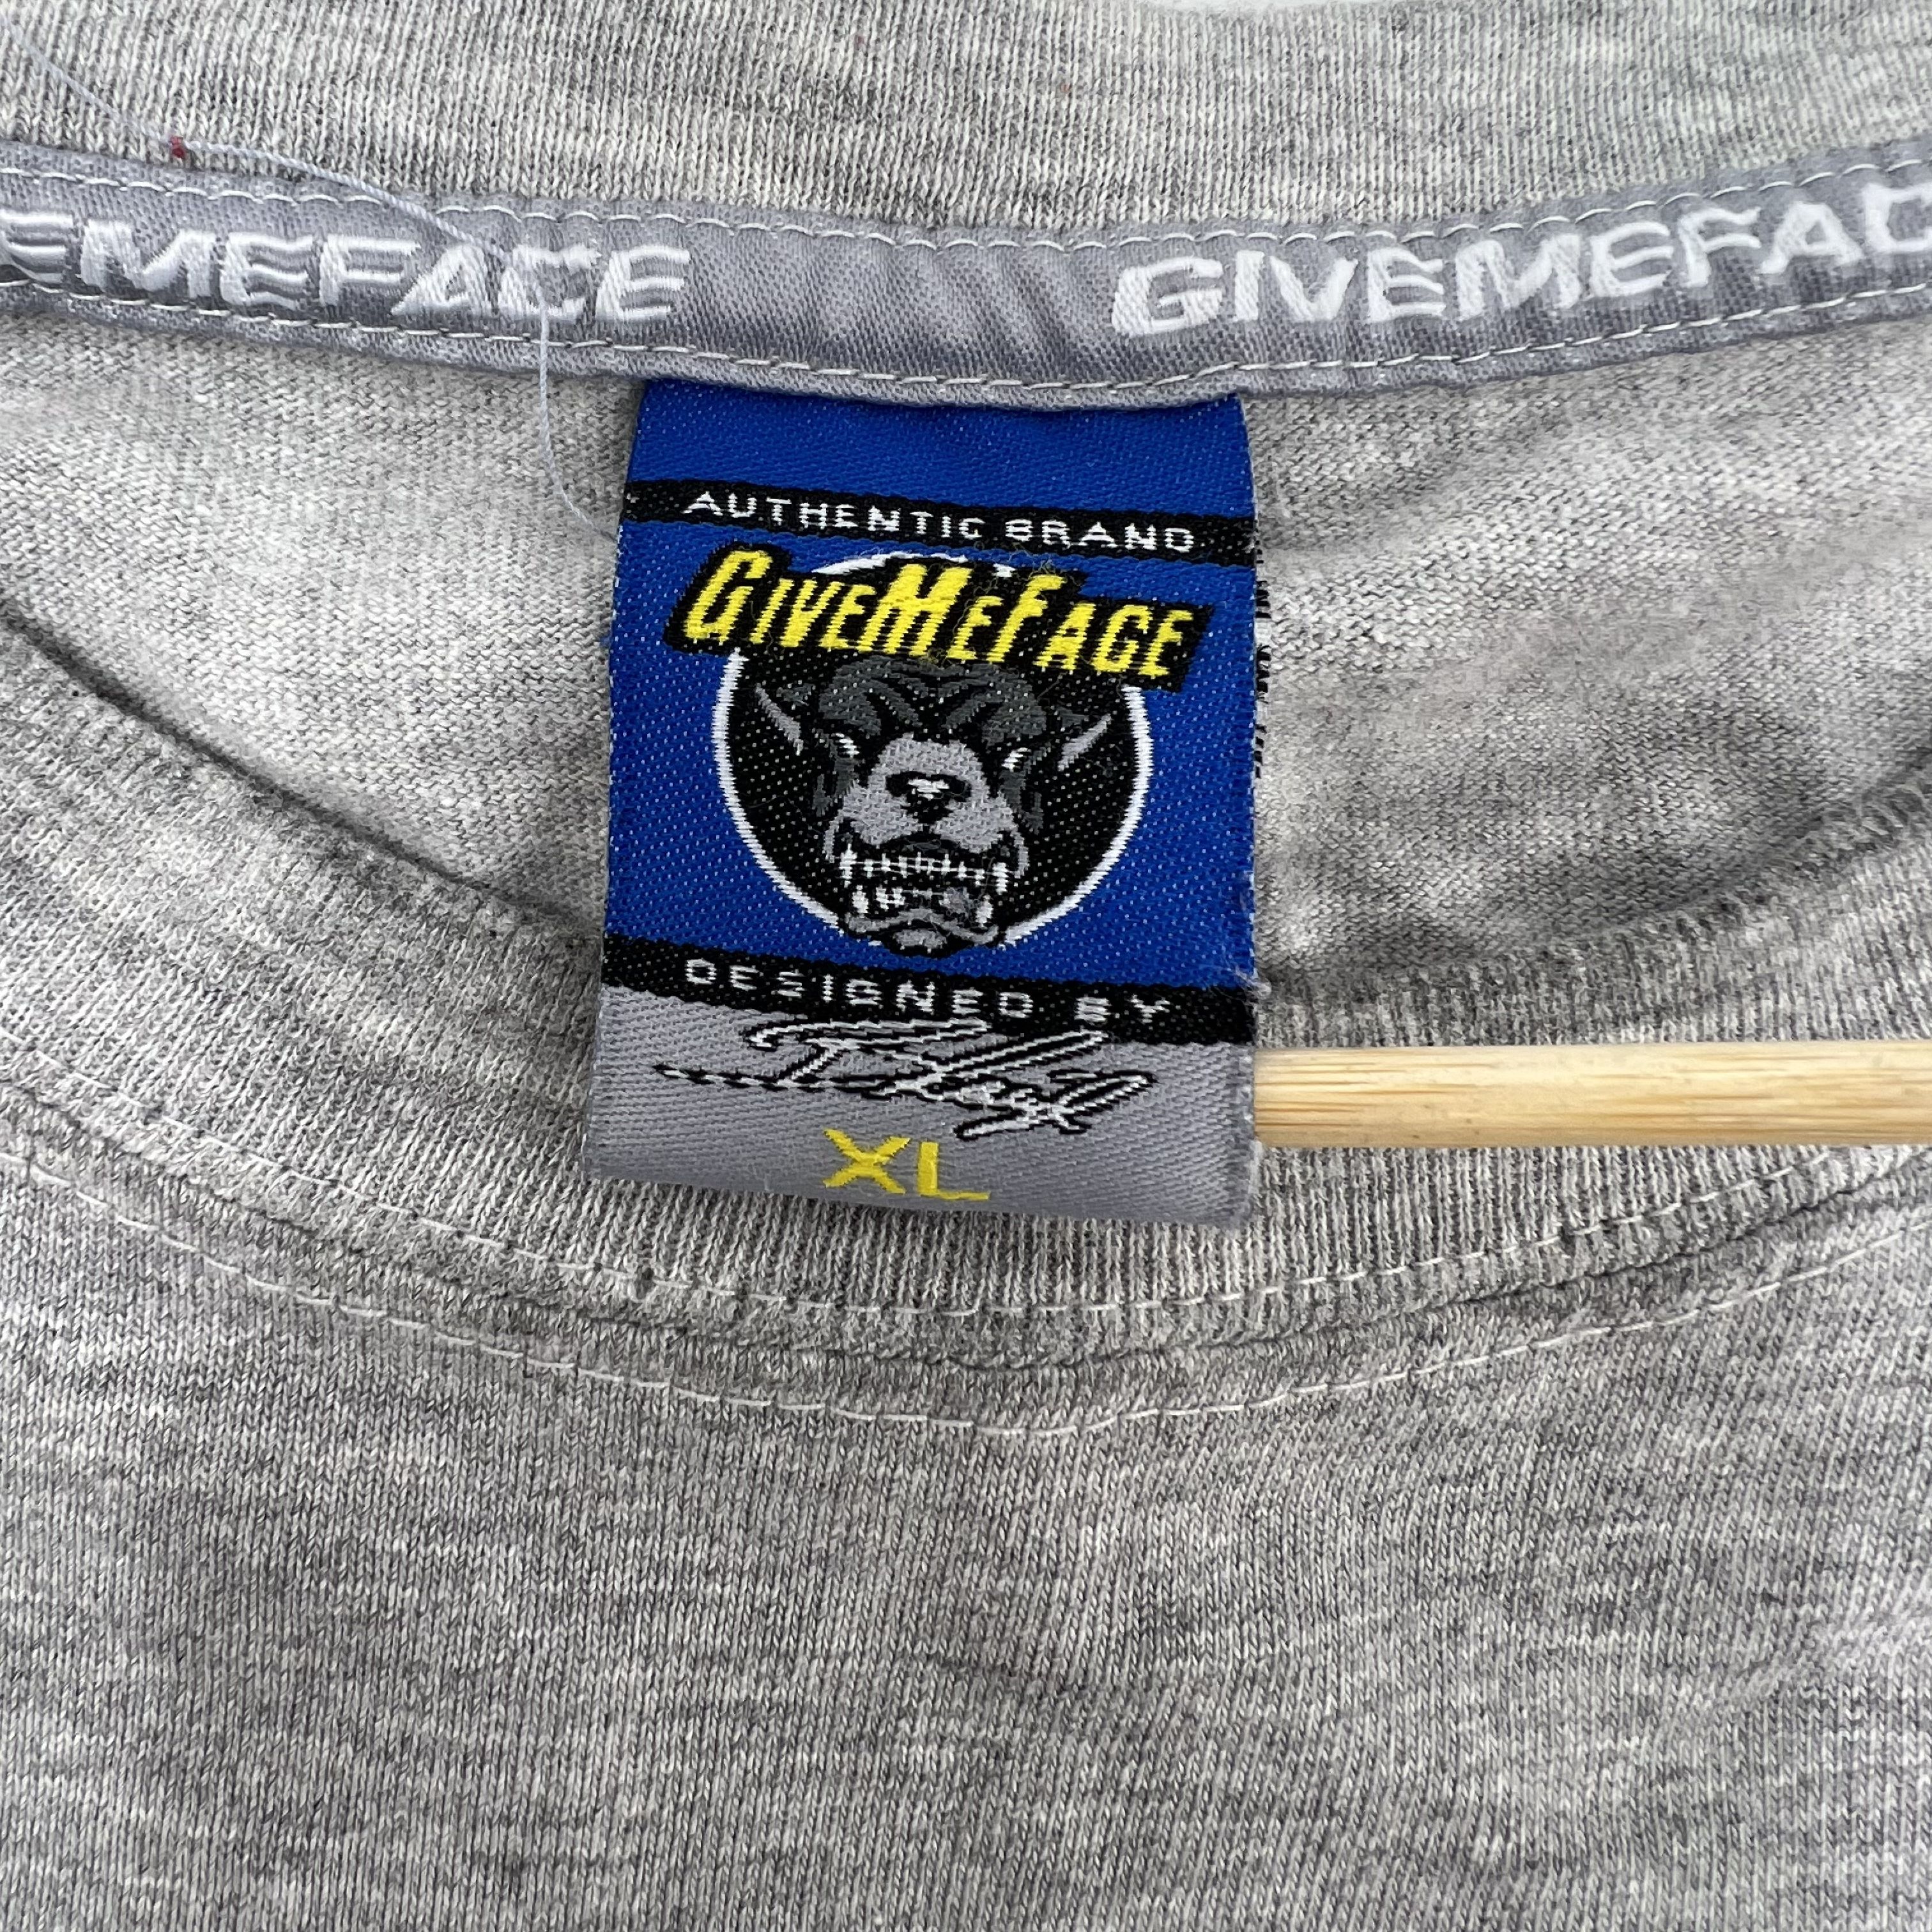 EMEFACE GIVEMEFAC
AUTHENTIC BRAND
GIVEMEFACE
DESIGNED BY
XL